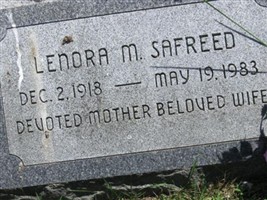 LENORA M. SAFREED
DEC. 2, 1918 — MAY 19, 1983
DEVOTED MOTHER BELOVED WIFE